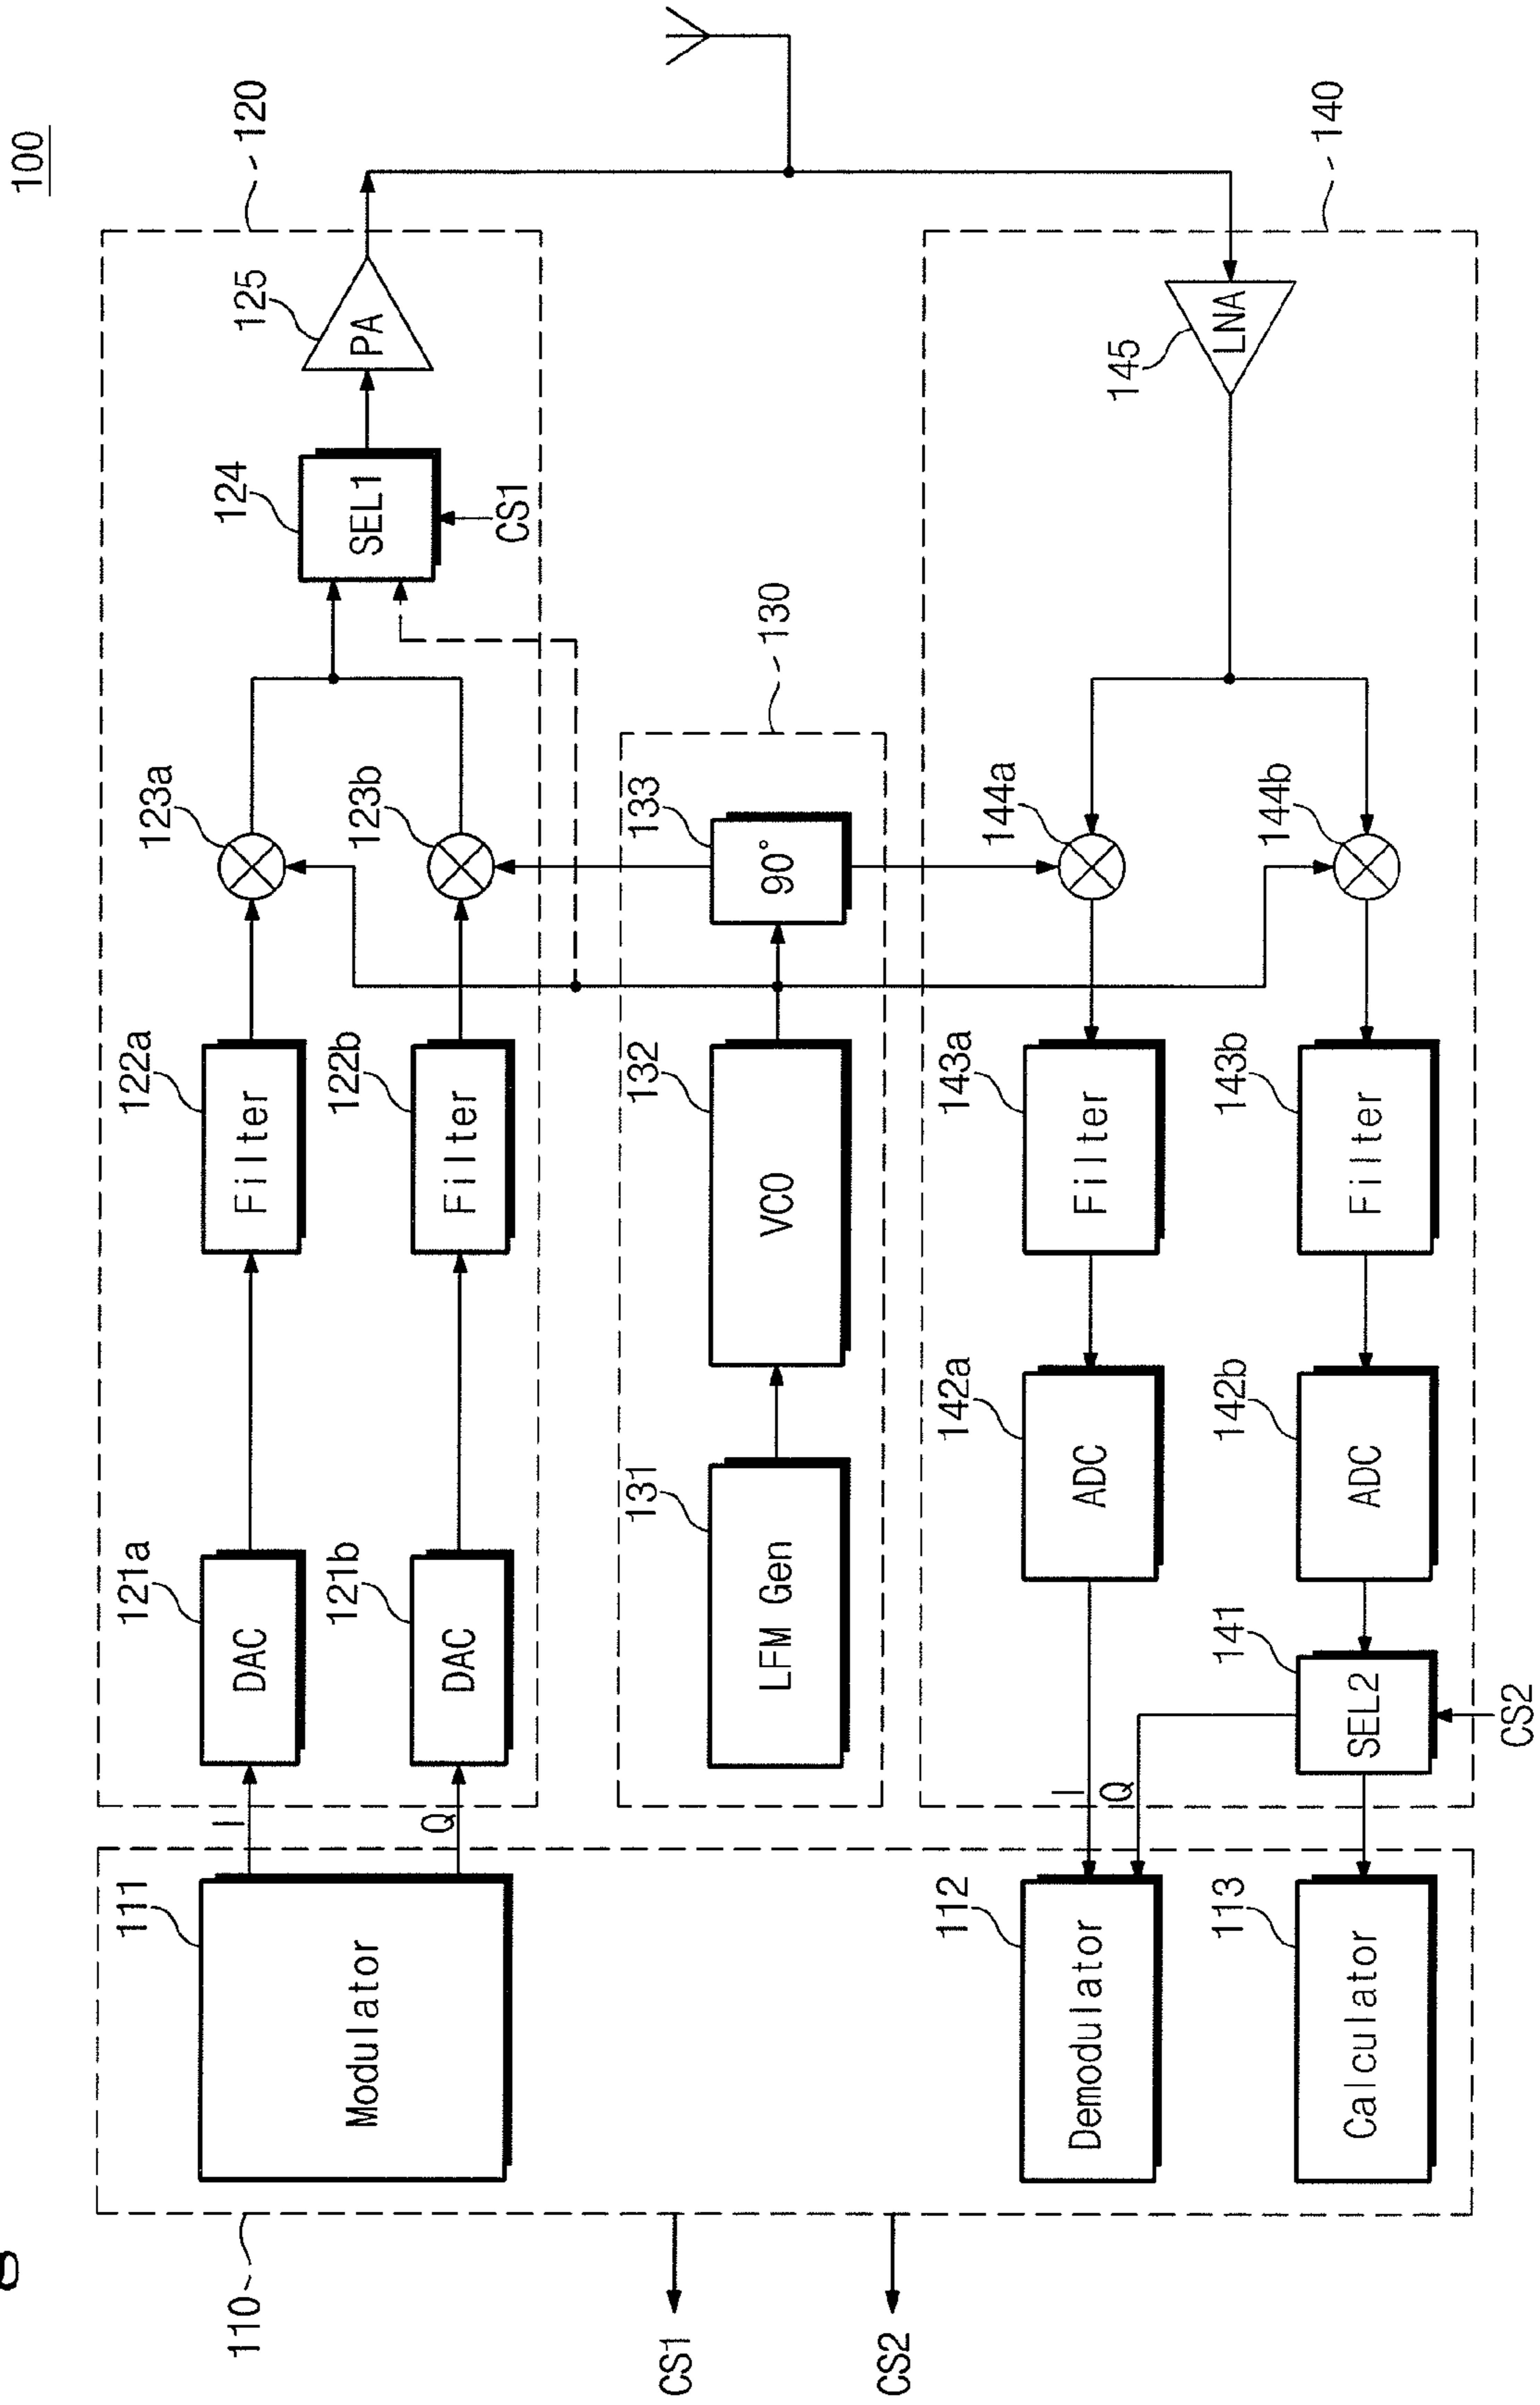 100
120
125
PA
124
SEL1
CS1
123a
123b
122a
Filter
122b
Filter
121a
DAC
121b
DAC
I
Q
111
Modulator
130
133
90°
132
VCO
131
LFM Gen
140
145
LNA
144a
144b
143a
Filter
143b
Filter
142a
ADC
142b
ADC
141
SEL2
CS2
I
Q
112
Demodulator
113
Calculator
110
CS1
CS2